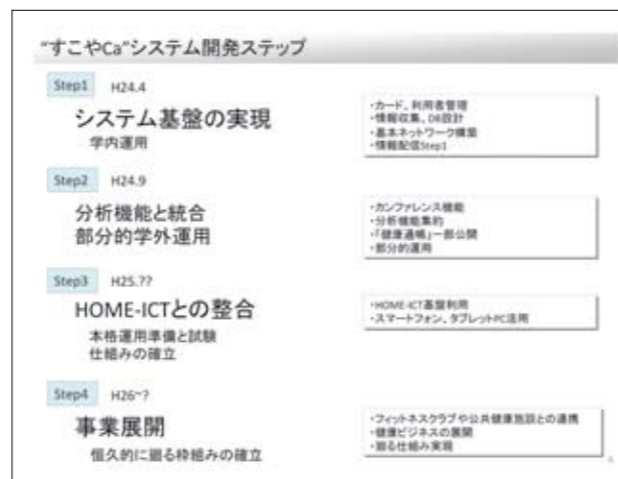 "すこやCa"システム開発ステップ
Step1 H24.4
システム基盤の実現
学内運用
・カード、利用者管理
・情報収集、DB設計
・基本ネットワーク構築
・情報配信Step1
Step2 H24.9
分析機能と統合
部分的学外運用
・カンファレンス機能
・分析機能集約
・「健康通帳」一部公開
・部分的運用
Step3 H25.??
HOME-ICTとの整合
本格運用準備と試験
仕組みの確立
・HOME-ICT基盤利用
・スマートフォン、タブレットPC活用
Step4 H26~?
事業展開
恒久的に廻る枠組みの確立
・フィットネスクラブや公共健康施設との連携
・健康ビジネスの展開
・廻る仕組み実現